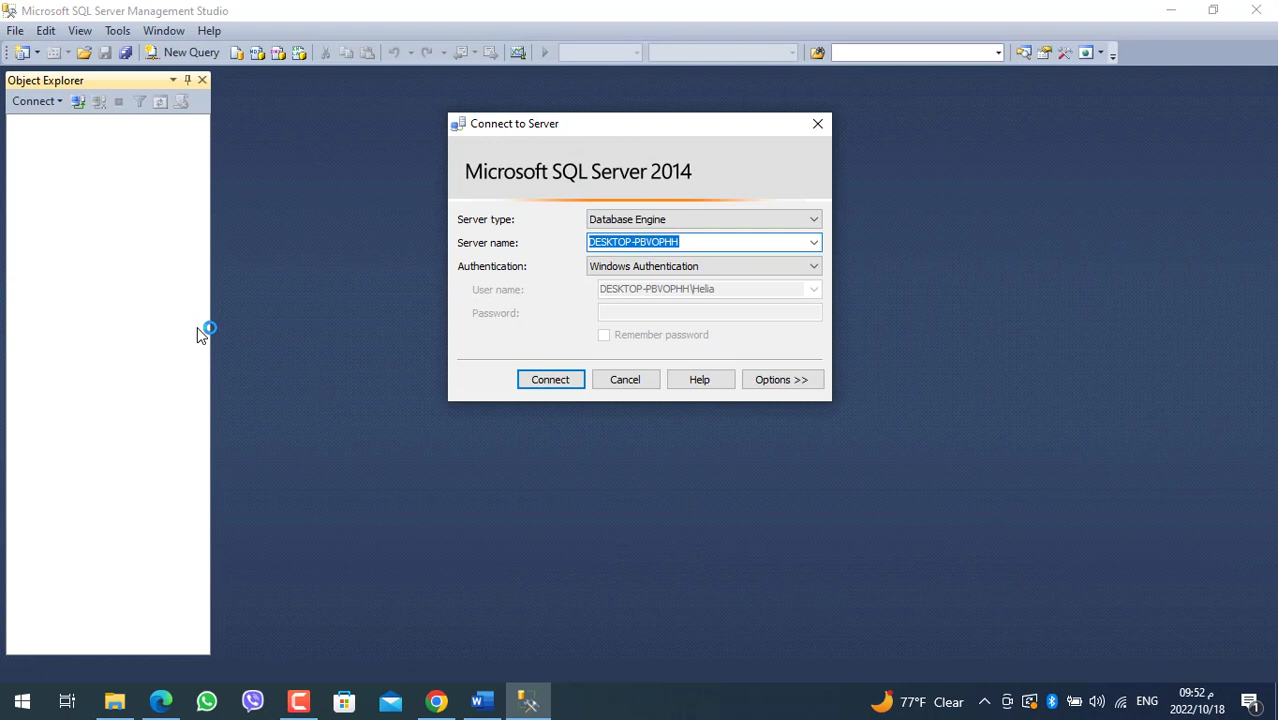 Microsoft SQL Server Management Studio
File Edit View Tools Window Help
New Query
Object Explorer
Connect
Connect to Server
Microsoft SQL Server 2014
Server type: Database Engine
Server name: DESKTOP-PBVOPHH
Authentication: Windows Authentication
User name: DESKTOP-PBVOPHH\Helia
Password:
Remember password
Connect Cancel Help Options >>
77°F Clear ENG
09:52 م
2022/10/18
1